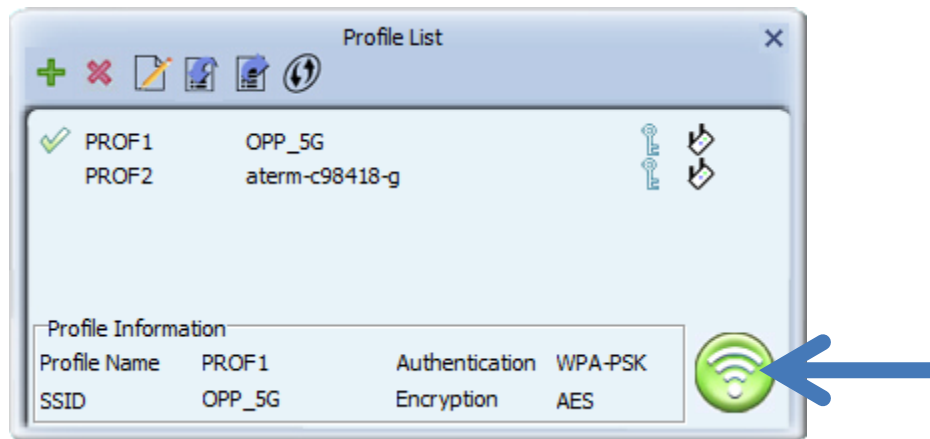 Profile List
PROF1 OPP_5G
PROF2 aterm-c98418-g
Profile Information
Profile Name PROF1 Authentication WPA-PSK
SSID OPP_5G Encryption AES